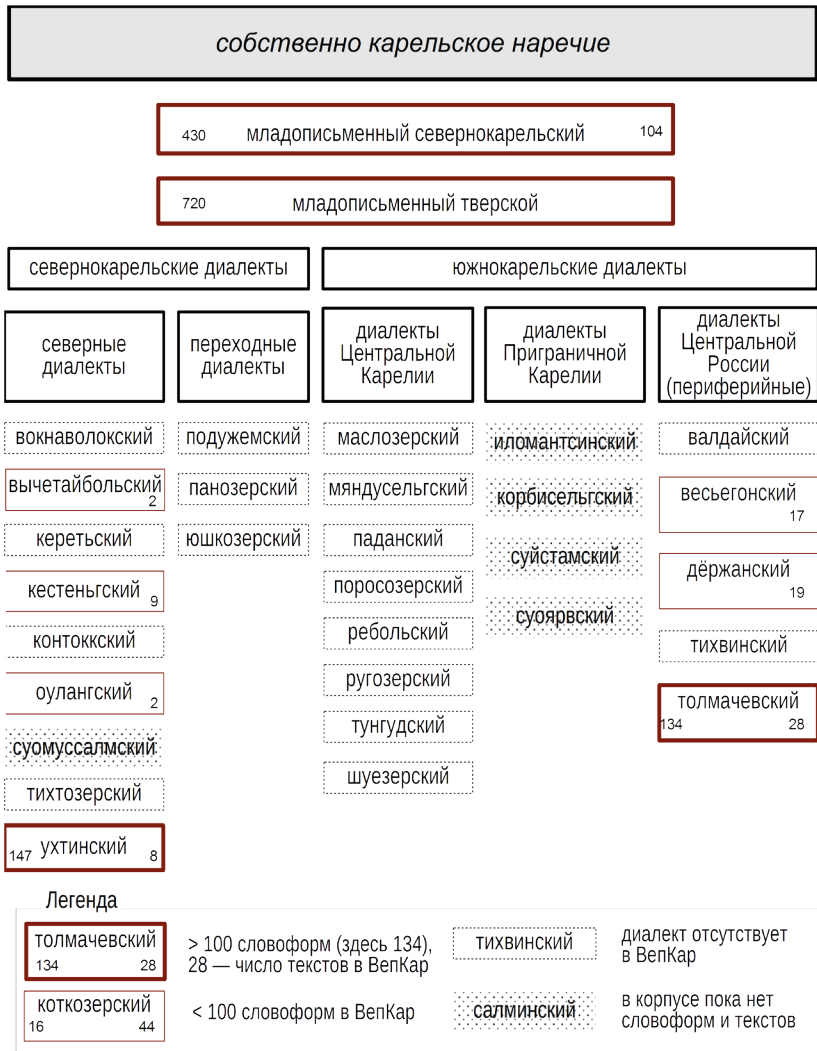 собственно карельское наречие
430 младописьменный севернокарельский 104
720 младописьменный тверской
севернокарельские диалекты
южнокарельские диалекты
северные
диалекты
переходные
диалекты
диалекты
Центральной
Карелии
диалекты
Приграничной
Карелии
диалекты
Центральной
России
(периферийные)
вокнаволокский
вычетайбольский
2
керетьский
кестеньгский
9
контоккский
оулангский
2
суомуссалмский
тихтозерский
147 ухтинский 8
подужемский
панозерский
юшкозерский
маслозерский
мяндусельгский
паданский
поросозерский
ребольский
ругозерский
тунгудский
шуезерский
иломантсинский
корбисельгский
суйстамский
суоярвский
валдайский
весьегонский
17
дёржанский
19
тихвинский
толмачевский
134 28
Легенда
толмачевский
134 28
> 100 словоформ (здесь 134),
28 — число текстов в ВепКар
коткозерский
16 44
< 100 словоформ в ВепКар
тихвинский
диалект отсутствует
в ВепКар
салминский
в корпусе пока нет
словоформ и текстов